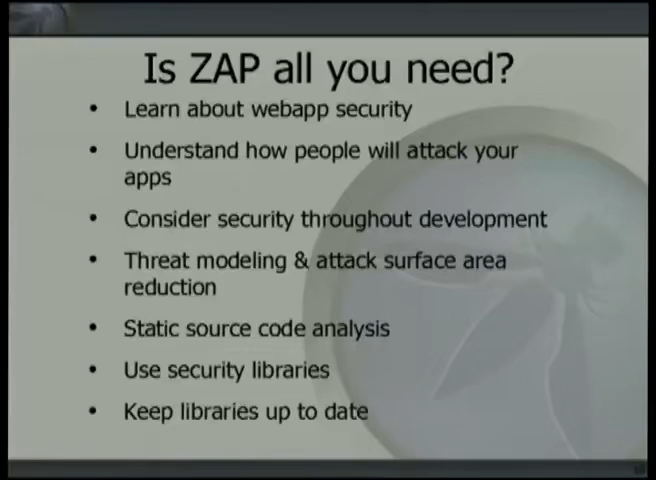 Is ZAP all you need?
• Learn about webapp security
• Understand how people will attack your
apps
• Consider security throughout development
• Threat modeling & attack surface area
reduction
• Static source code analysis
• Use security libraries
• Keep libraries up to date